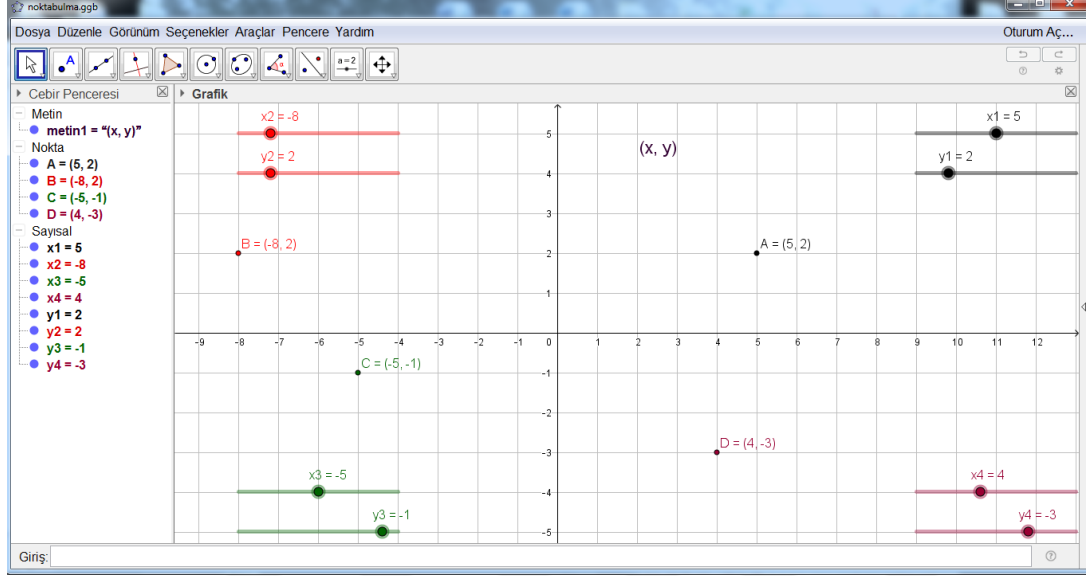 noktabulma.ggb
Dosya Düzenle Görünüm Seçenekler Araçlar Pencere Yardım
Oturum Aç...
A
α
a=2
Cebir Penceresi
Grafik
Metin
metin1 = "(x, y)"
Nokta
A = (5, 2)
B = (-8, 2)
C = (-5, -1)
D = (4, -3)
Sayısal
x1 = 5
x2 = -8
x3 = -5
x4 = 4
y1 = 2
y2 = 2
y3 = -1
y4 = -3
x2 = -8
x1 = 5
5
(x, y)
y2 = 2
y1 = 2
4
3
B = (-8, 2)
A = (5, 2)
2
1
-9 -8 -7 -6 -5 -4 -3 -2 -1 0 1 2 3 4 5 6 7 8 9 10 11 12
C = (-5, -1)
-1
-2
D = (4, -3)
-3
x3 = -5
x4 = 4
-4
y3 = -1
y4 = -3
-5
Giriş: